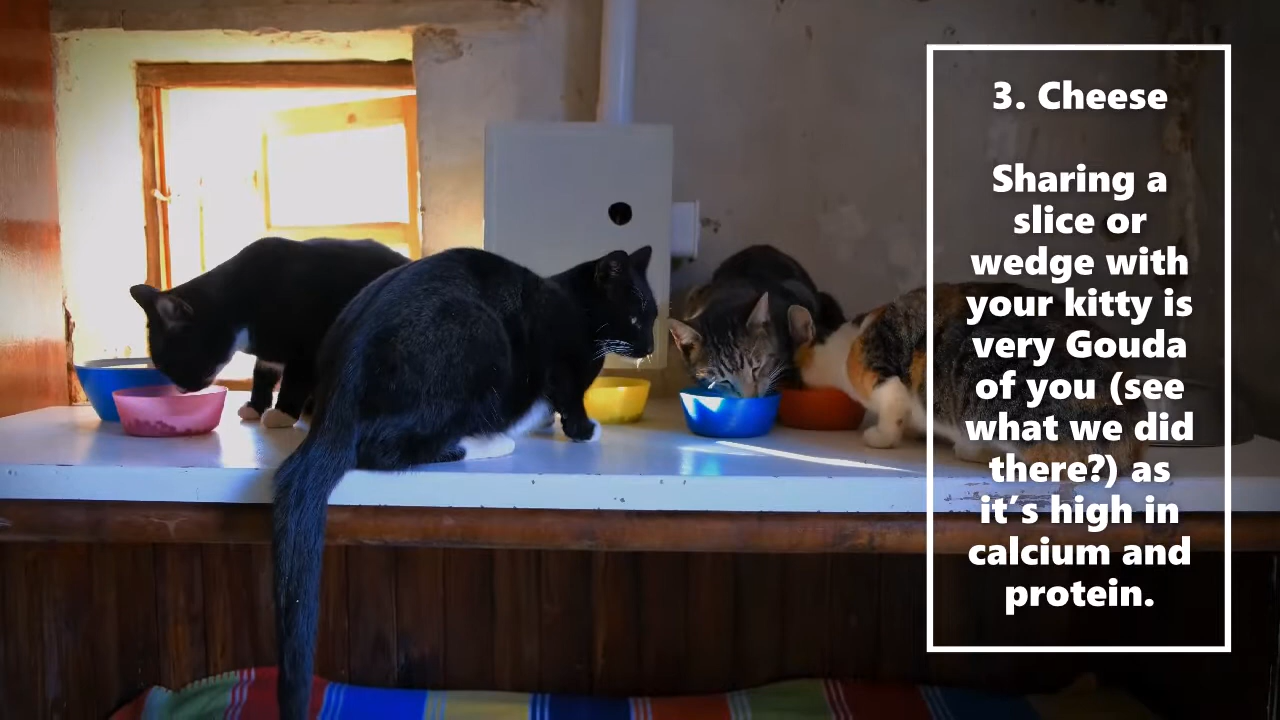 3. Cheese
Sharing a
slice or
wedge with
your kitty is
very Gouda
of you (see
what we did
there?) as
it's high in
calcium and
protein.